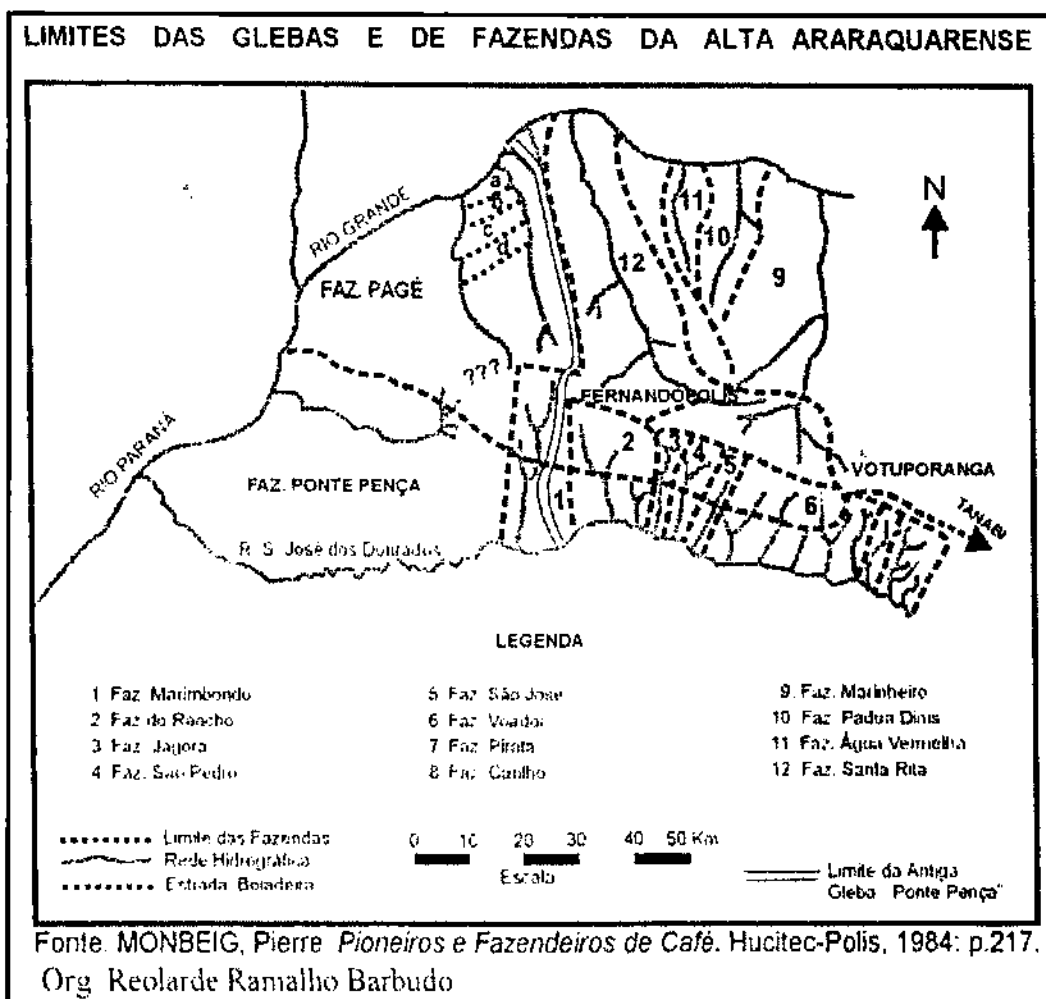 LIMITES DAS GLEBAS E DE FAZENDAS DA ALTA ARARAQUARENSE
N
RIO GRANDE
a
c
d
11
10
12
9
FAZ. PAGÉ
???
FERNANDÓPOLIS
RIO PARANÁ
2
3
4
5
VOTUPORANGA
FAZ. PONTE PENÇA
1
6
TANABI
R. S. José dos Dourados
LEGENDA
1 Faz. Marimbondo
2 Faz do Rancho
3 Faz. Jagora
4 Faz. São Pedro
5 Faz São José
6 Faz
7 Faz Pirata
8 Faz
9. Faz. Marinheiro
10 Faz. Padua Dinis
11 Faz. Água Vermelha
12 Faz. Santa Rita
Limite das Fazendas
Rede Hidrográfica
Estrada Boiadeira
0 10 20 30 40 50 Km
Escala
Limite da Antiga
Gleba Ponte Pença"
Fonte. MONBEIG, Pierre Pioneiros e Fazendeiros de Café. Hucitec-Polis, 1984: p.217.
Org Reolarde Ramalho Barbudo